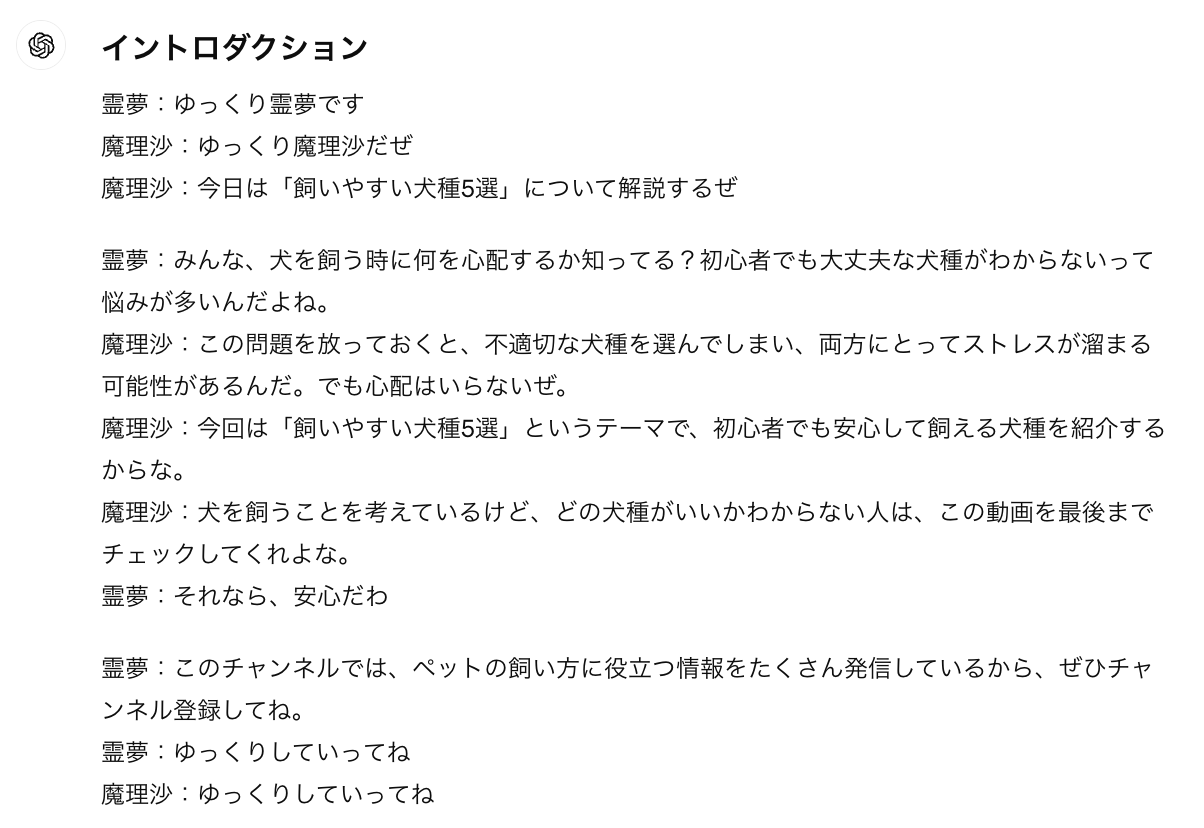 イントロダクション
霊夢：ゆっくり霊夢です
魔理沙：ゆっくり魔理沙だぜ
魔理沙：今日は「飼いやすい犬種5選」について解説するぜ
霊夢：みんな、犬を飼う時に何を心配するか知ってる？初心者でも大丈夫な犬種がわからないって
悩みが多いんだよね。
魔理沙：この問題を放っておくと、不適切な犬種を選んでしまい、両方にとってストレスが溜まる
可能性があるんだ。でも心配はいらないぜ。
魔理沙：今回は「飼いやすい犬種5選」というテーマで、初心者でも安心して飼える犬種を紹介する
からな。
魔理沙：犬を飼うことを考えているけど、どの犬種がいいかわからない人は、この動画を最後まで
チェックしてくれよな。
霊夢：それなら、安心だわ
霊夢：このチャンネルでは、ペットの飼い方に役立つ情報をたくさん発信しているから、ぜひチャ
ンネル登録してね。
霊夢：ゆっくりしていってね
魔理沙：ゆっくりしていってね